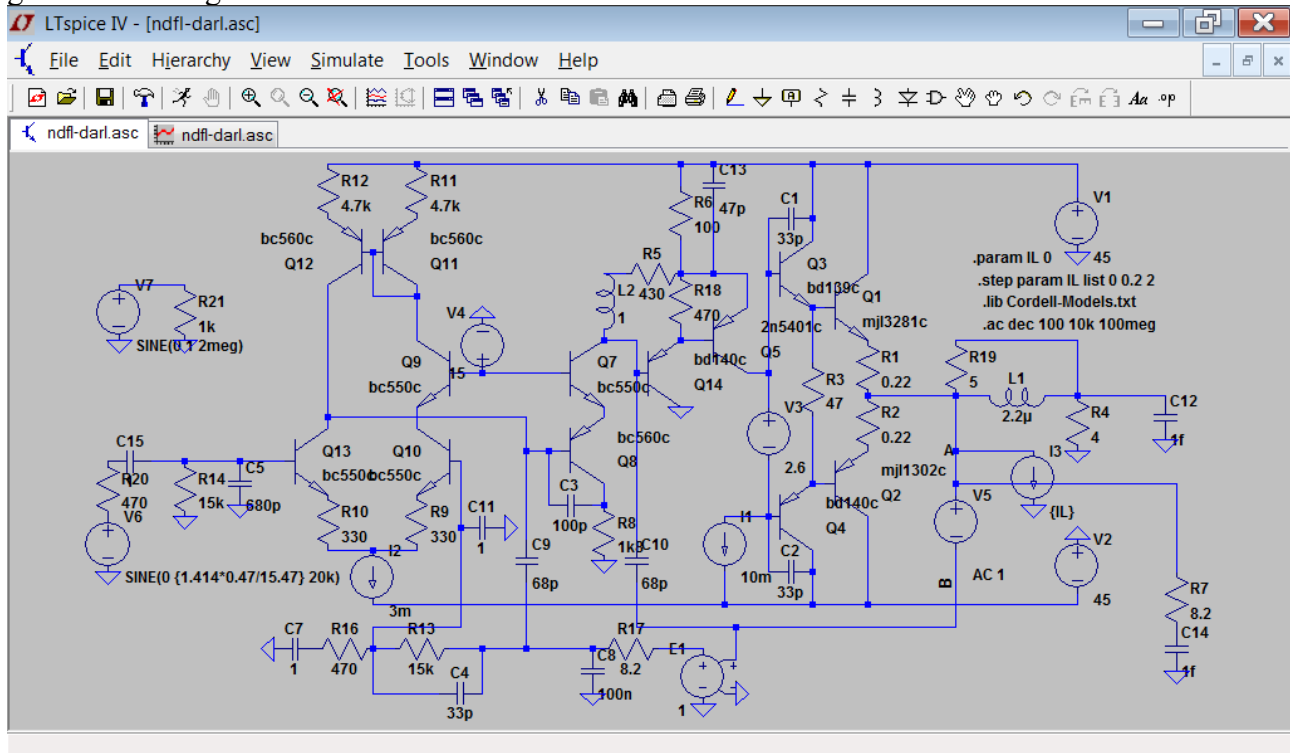 LTspice IV - [ndfl-darl.asc]
File Edit Hierarchy View Simulate Tools Window Help
Aa .op
ndfl-darl.asc ndfl-darl.asc
R12
4.7k
R11
4.7k
bc560c
Q12
bc560c
Q11
V7
SINE(0 1 2meg)
R21
1k
V4
15
Q9
bc550c
R6
100
C13
47p
R5
430
L2
1
R18
470
Q7
bc550c
bd140c
Q14
2n5401c
Q5
C1
33p
Q3
bd139c
Q1
mjl3281c
V1
45
.param IL 0
.step param IL list 0 0.2 2
.lib Cordell-Models.txt
.ac dec 100 10k 100meg
R1
0.22
R2
0.22
R3
47
V3
2.6
R19
5
L1
2.2µ
R4
4
C12
1f
C15
1
R20
470
V6
SINE(0 {1.414*0.47/15.47} 20k)
R14
15k
C5
680p
Q13
bc550c
Q10
bc550c
R10
330
R9
330
C11
1
I2
3m
C9
68p
bc560c
Q8
C3
100p
R8
1k8
C10
68p
I1
10m
bd140c
Q4
C2
33p
mjl1302c
Q2
A
V5
AC 1
B
I3
{IL}
V2
45
R7
8.2
C14
1f
C7
1
R16
470
R13
15k
C4
33p
C8
100n
R17
8.2
E1
1